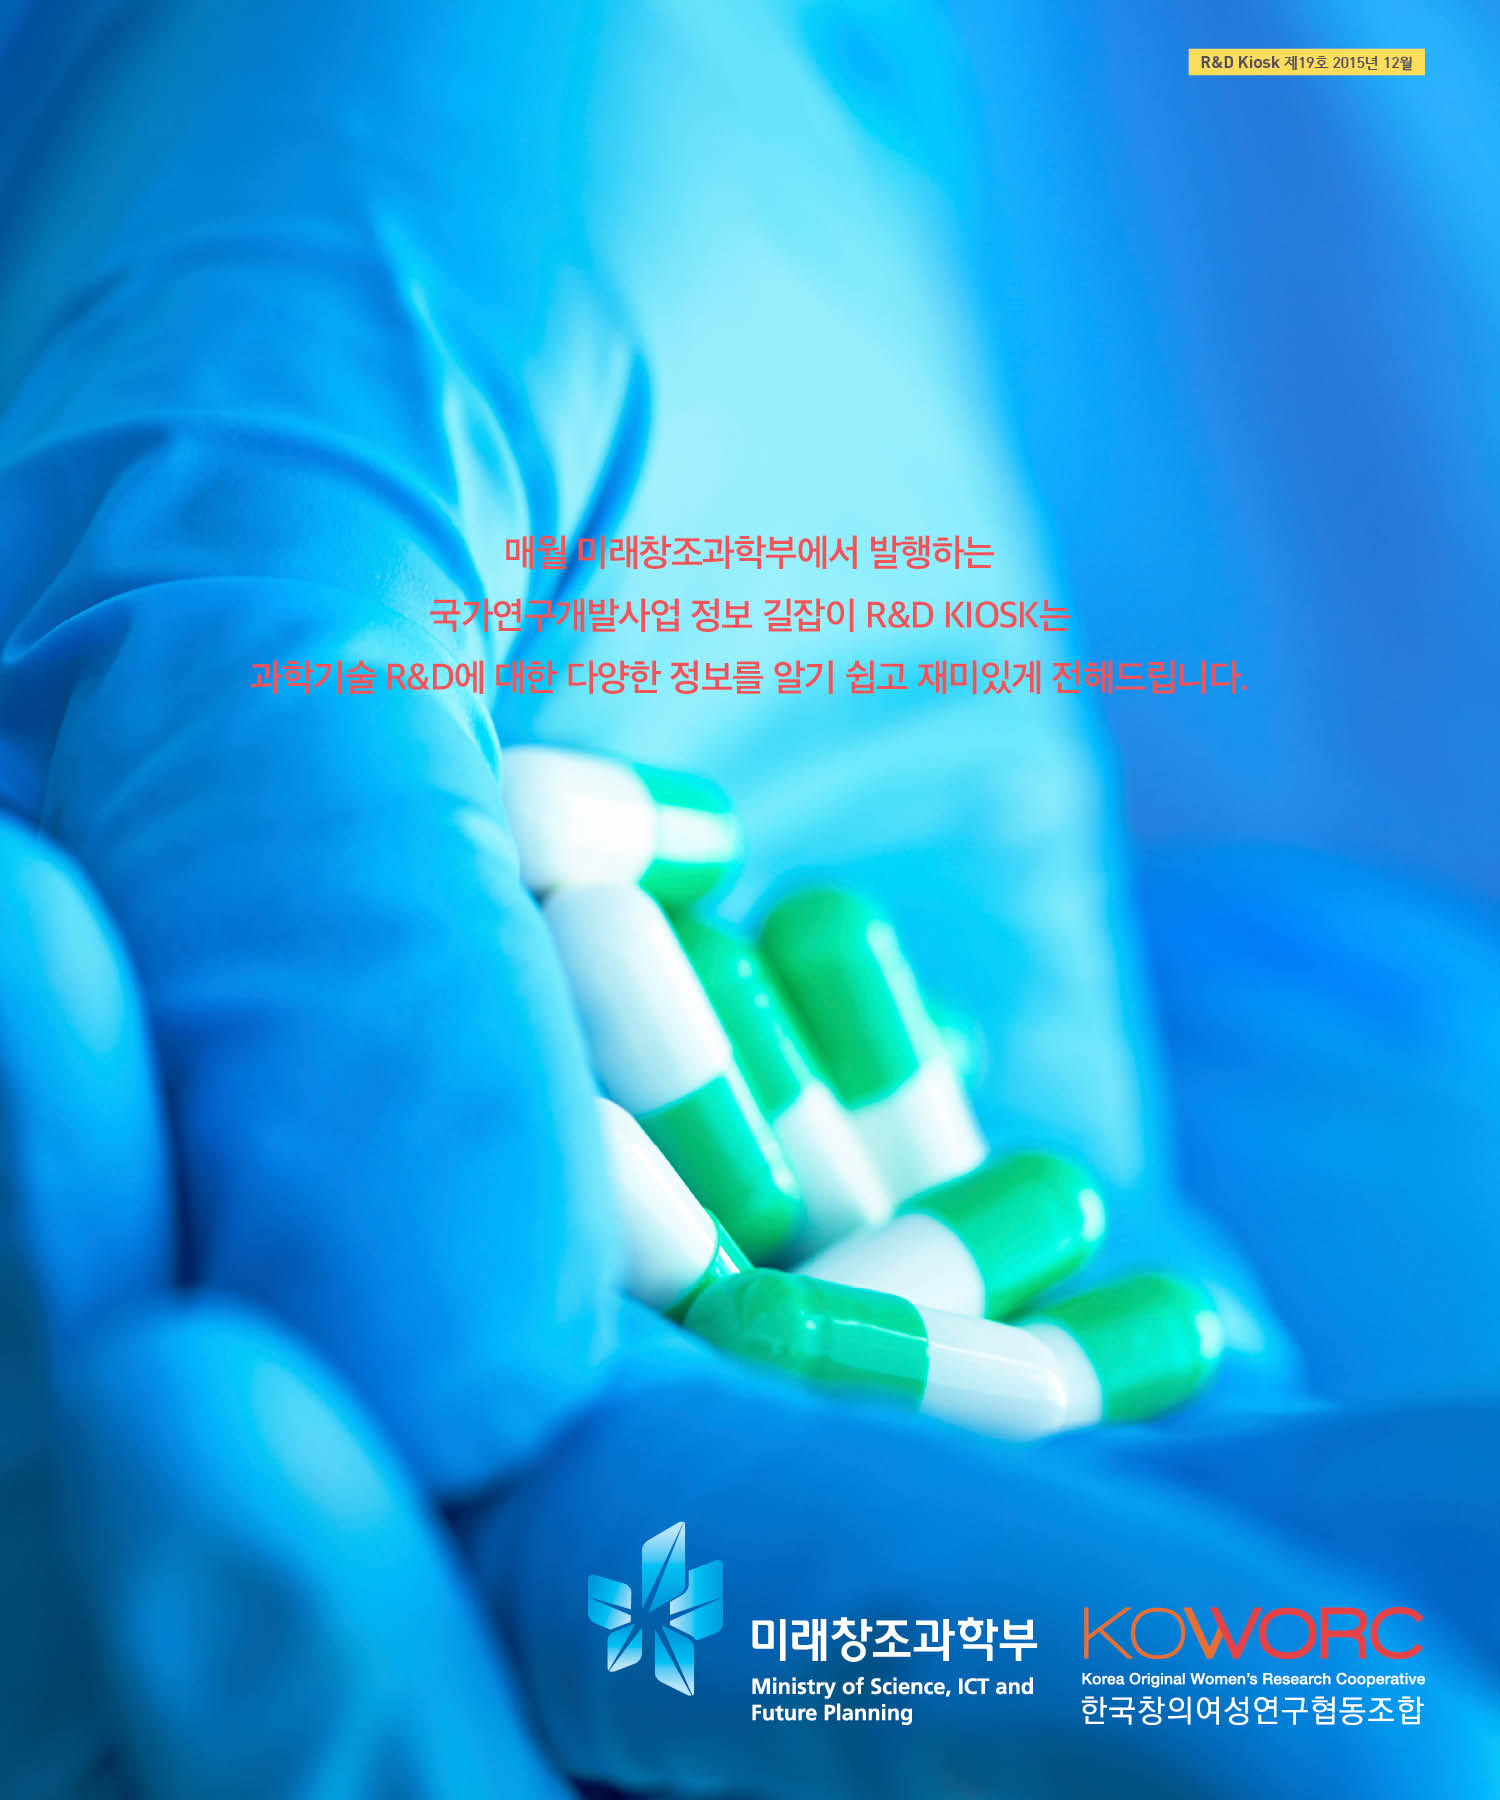 R&D Kiosk 제19호 2015년 12월
매월 미래창조과학부에서 발행하는
국가연구개발사업 정보 길잡이 R&D KIOSK는
과학기술 R&D에 대한 다양한 정보를 알기 쉽고 재미있게 전해드립니다.
미래창조과학부
Ministry of Science, ICT and
Future Planning
KOWORC
Korea Original Women's Research Cooperative
한국창의여성연구협동조합